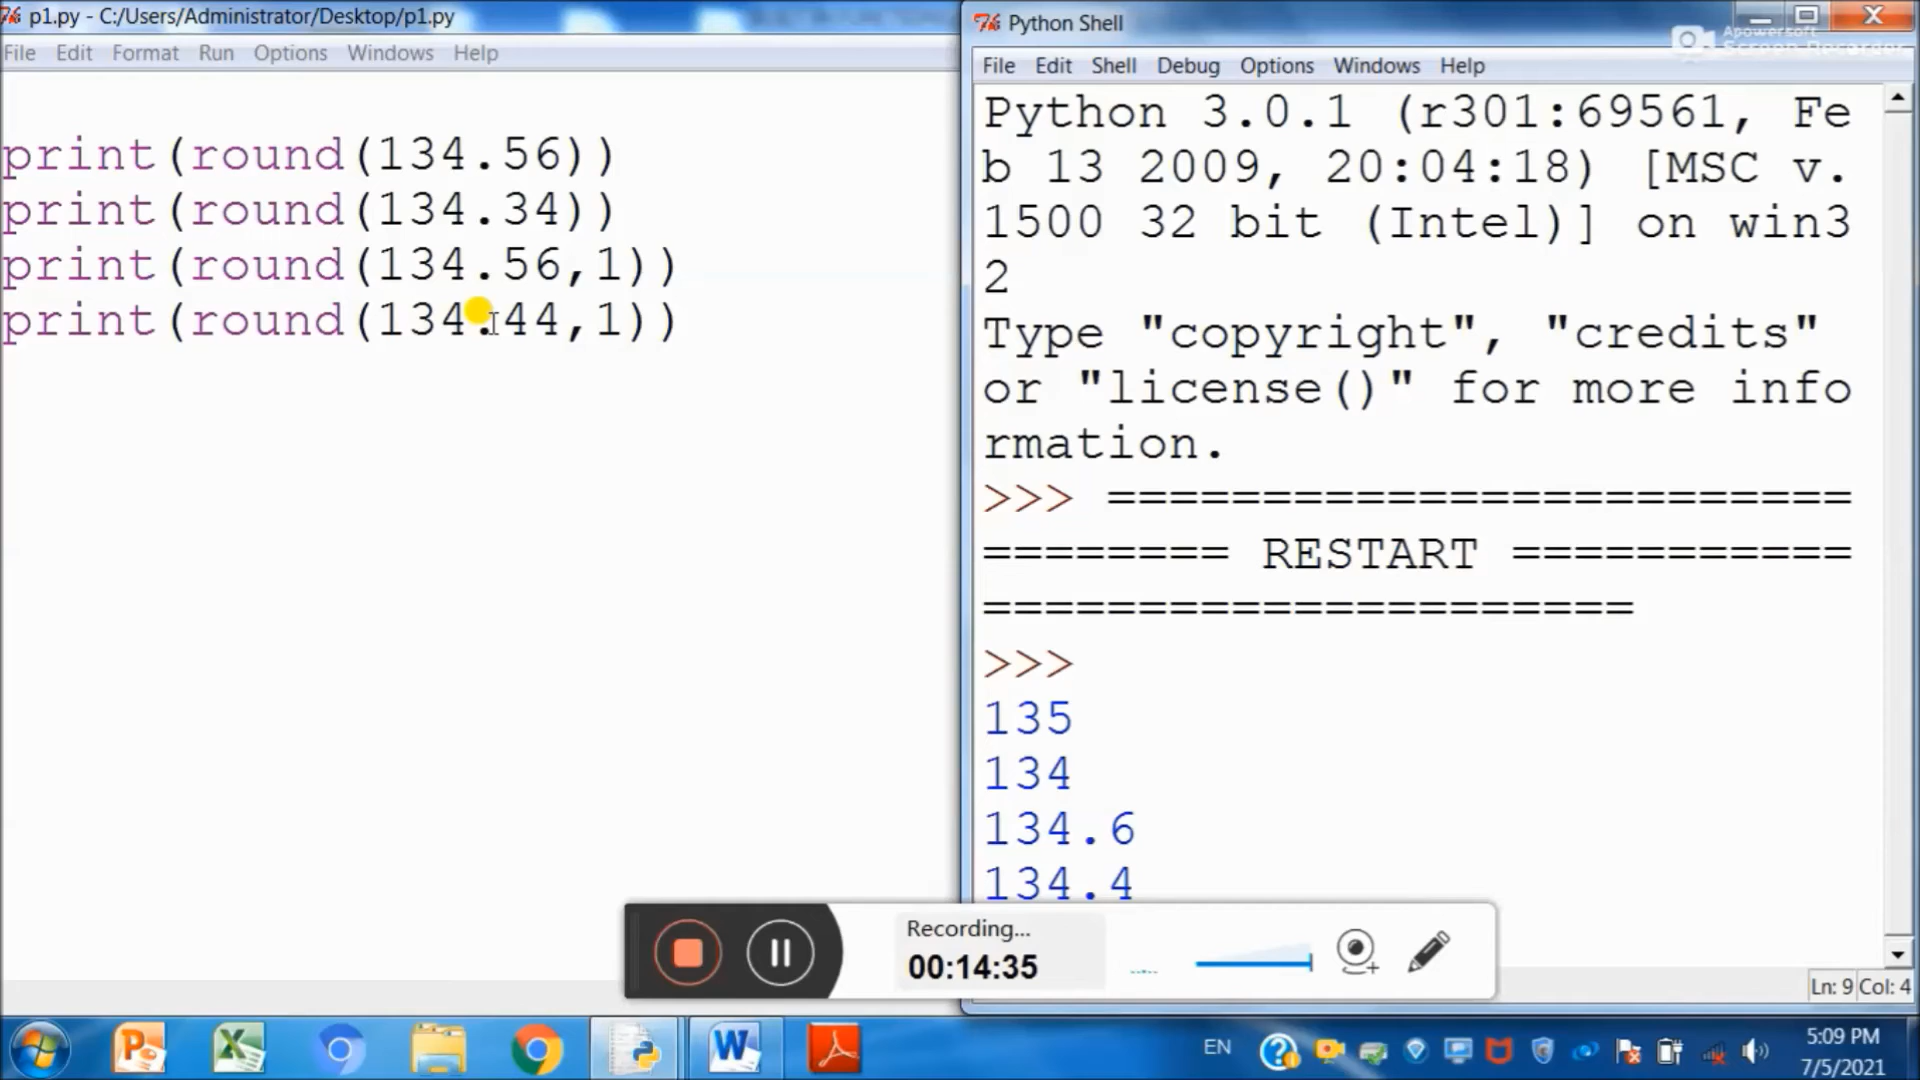 p1.py - C:/Users/Administrator/Desktop/p1.py
File Edit Format Run Options Windows Help
print(round(134.56))
print(round(134.34))
print(round(134.56,1))
print(round(134.44,1))
Python Shell
Apowersoft
Screen Recorder
File Edit Shell Debug Options Windows Help
Python 3.0.1 (r301:69561, Fe
b 13 2009, 20:04:18) [MSC v.
1500 32 bit (Intel)] on win3
2
Type "copyright", "credits"
or "license()" for more info
rmation.
>>> ========================
======== RESTART ===========
=====================
>>>
135
134
134.6
134.4
Recording...
00:14:35
Ln: 9 Col: 4
EN
5:09 PM
7/5/2021